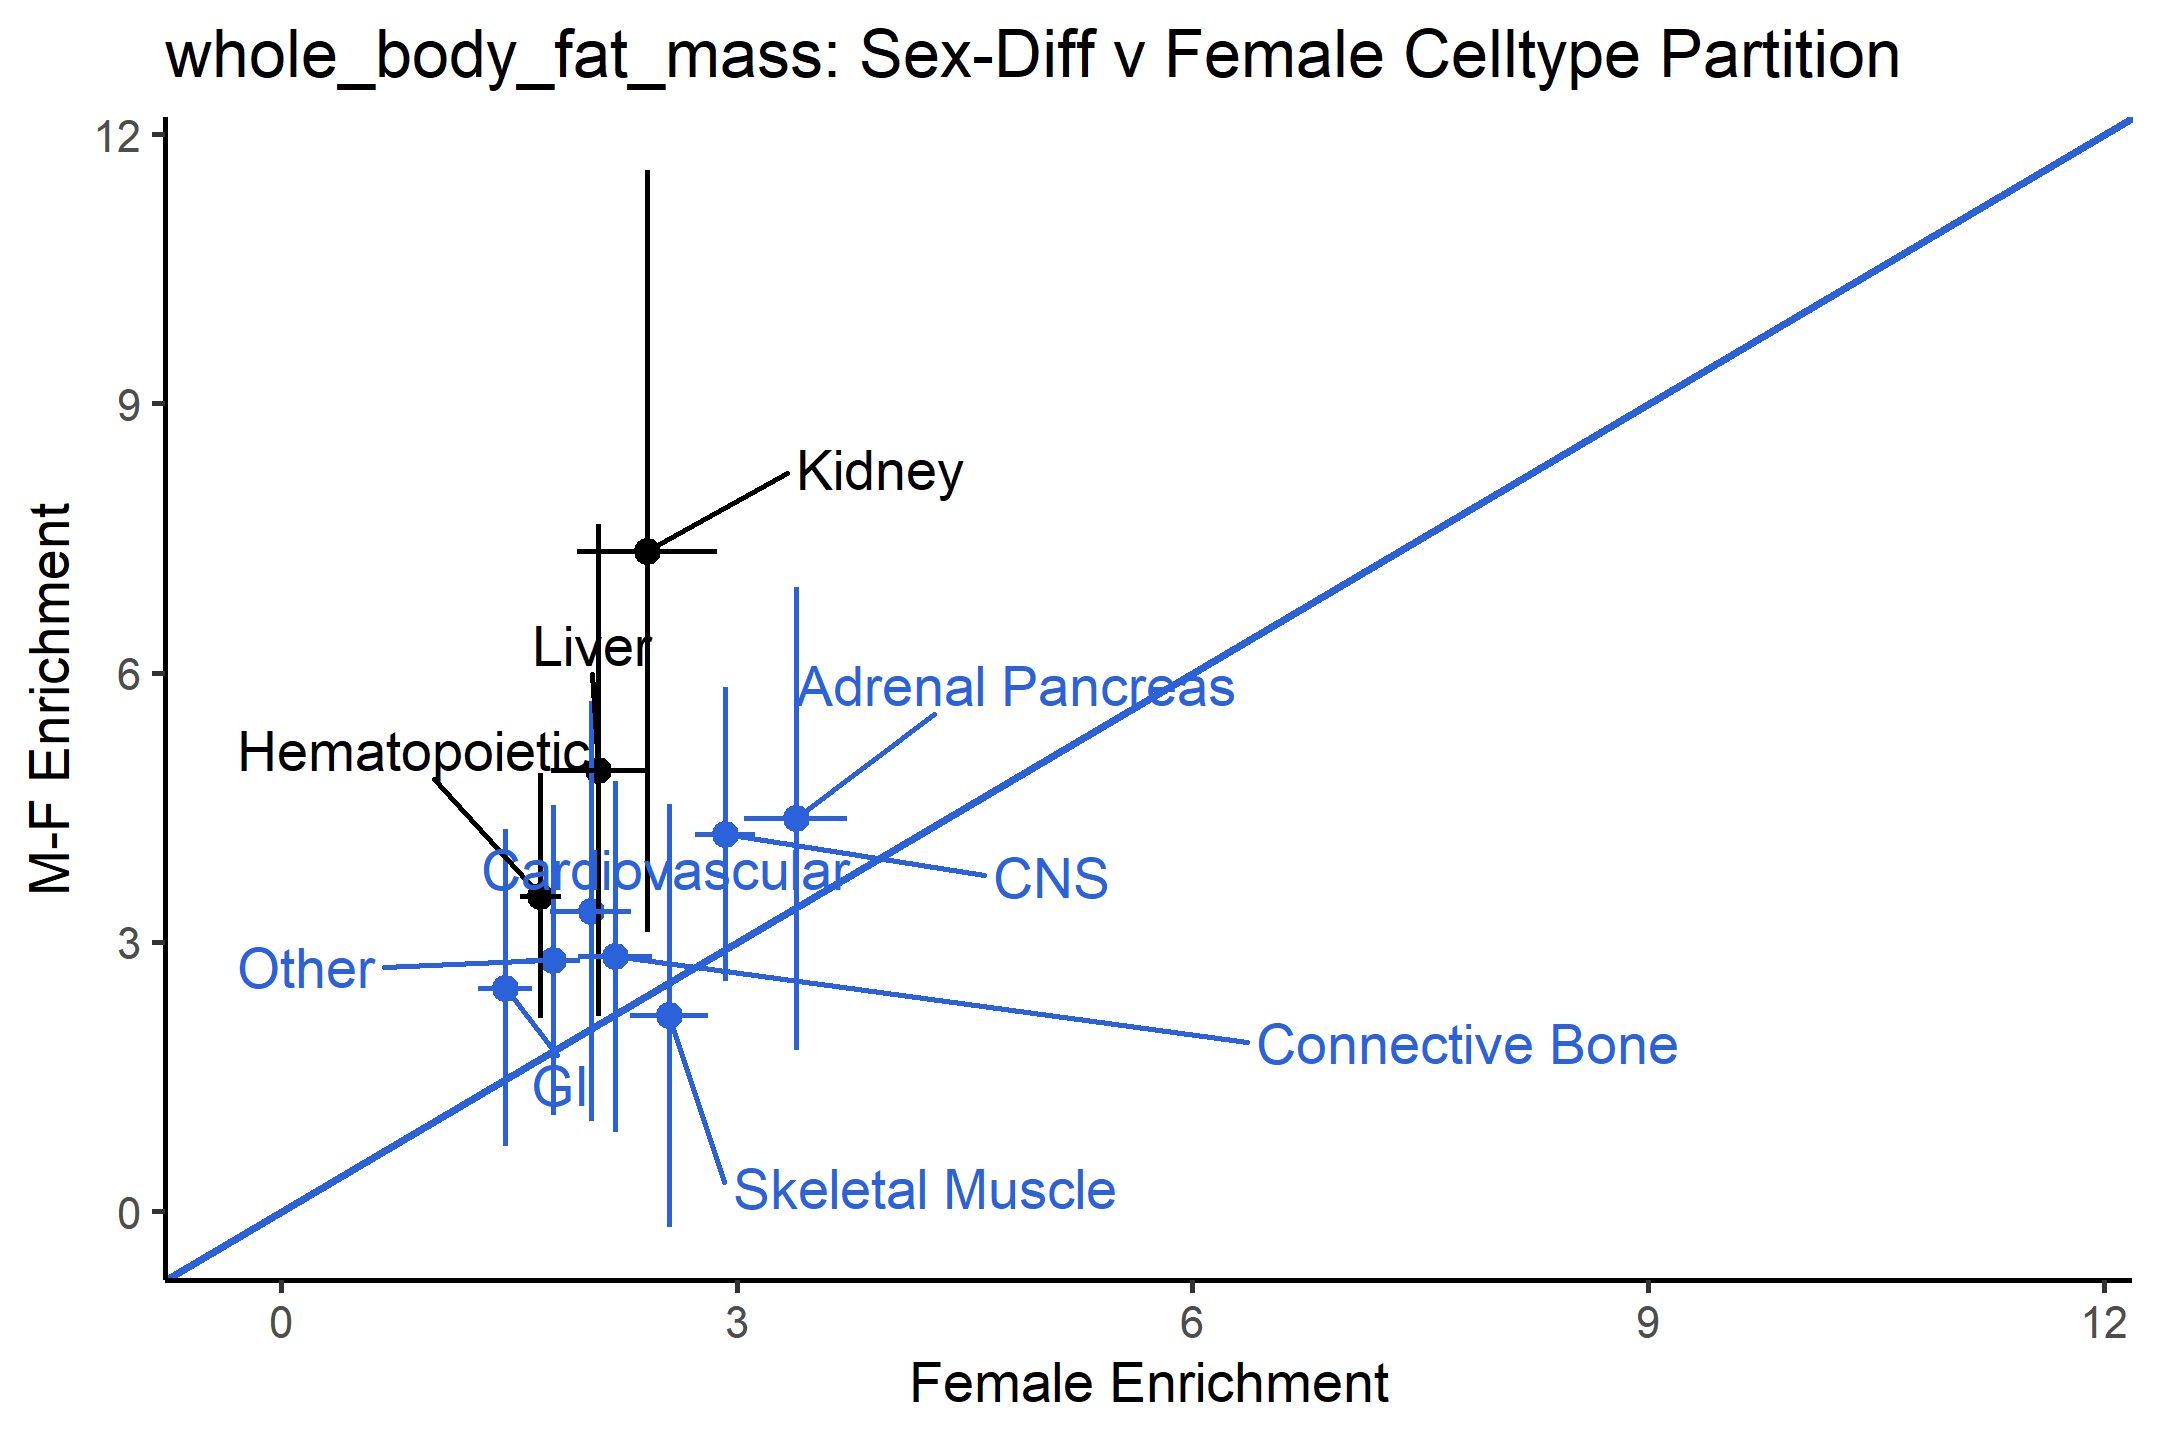 whole_body_fat_mass: Sex-Diff v Female Celltype Partition
12
9
6
3
0
M-F Enrichment
Kidney
Liver
Adrenal Pancreas
Hematopoietic
Cardiovascular
CNS
Other
Connective Bone
GI
Skeletal Muscle
0
3
6
9
12
Female Enrichment